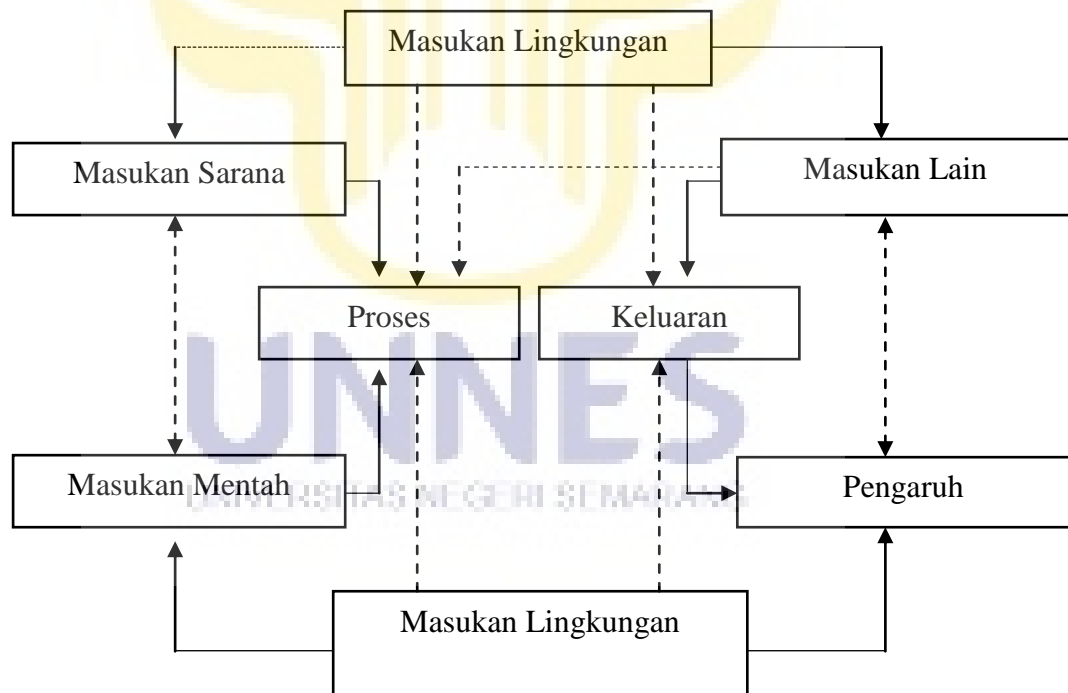 Masukan Lingkungan
Masukan Sarana
Masukan Lain
Proses
Keluaran
UNNES
Masukan Mentah
Pengaruh
UNIVERSITAS NEGERI SEMARANG
Masukan Lingkungan